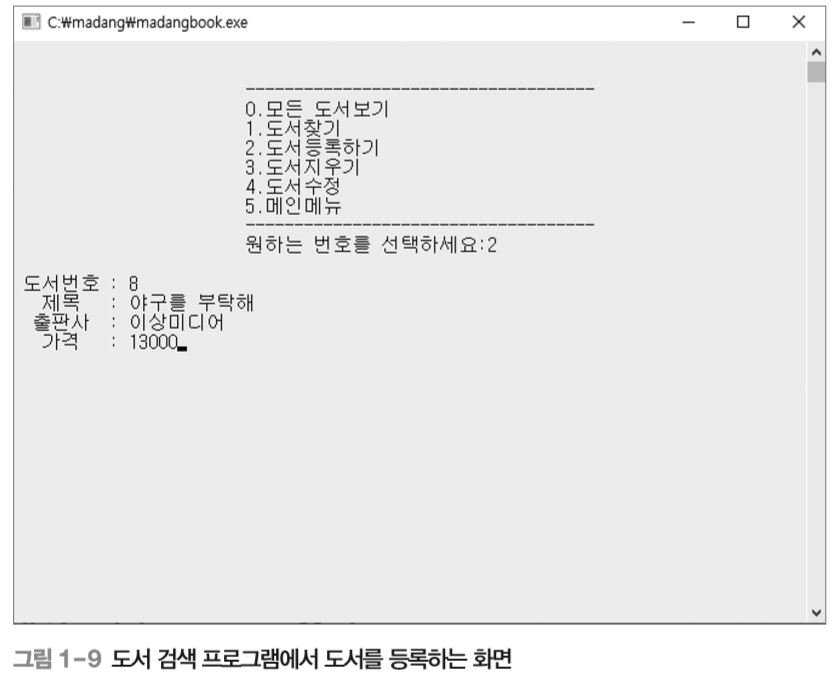 C:₩madang₩madangbook.exe
------------------------------------
0.모든 도서보기
1.도서찾기
2.도서등록하기
3.도서지우기
4.도서수정
5.메인메뉴
------------------------------------
원하는 번호를 선택하세요:2
도서번호 : 8
제목 : 야구를 부탁해
출판사 : 이상미디어
가격 : 13000
그림 1-9 도서 검색 프로그램에서 도서를 등록하는 화면